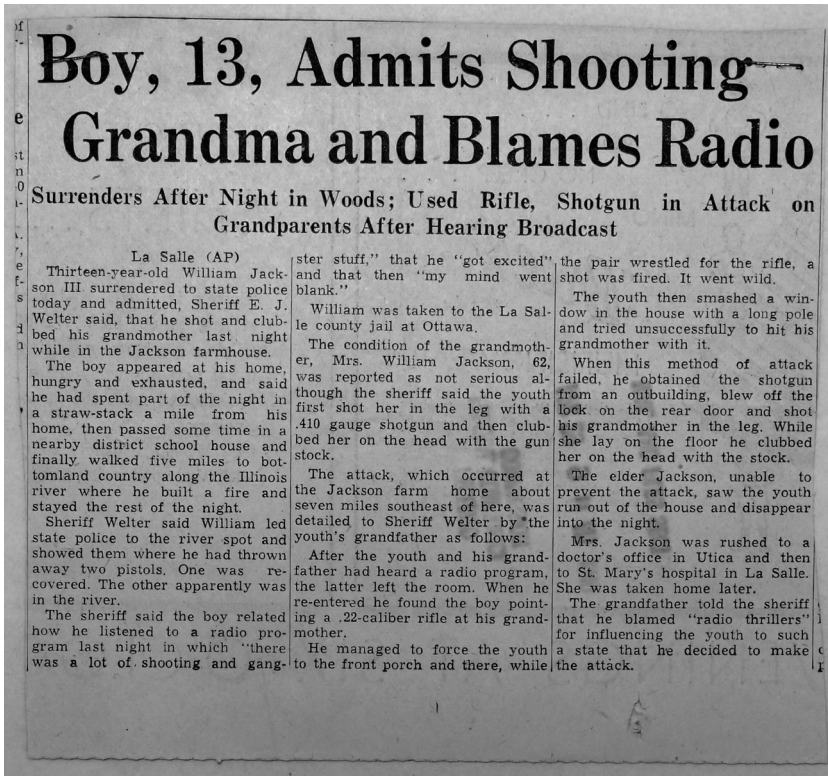 Boy, 13, Admits Shooting
Grandma and Blames Radio
Surrenders After Night in Woods; Used Rifle, Shotgun in Attack on
Grandparents After Hearing Broadcast
La Salle (AP)
Thirteen-year-old William Jack-
son III surrendered to state police
today and admitted, Sheriff E. J.
Welter said, that he shot and club-
bed his grandmother last night
while in the Jackson farmhouse.
The boy appeared at his home,
hungry and exhausted, and said
he had spent part of the night in
a straw-stack a mile from his
home, then passed some time in a
nearby district school house and
finally walked five miles to bot-
tomland country along the Illinois
river where he built a fire and
stayed the rest of the night.
Sheriff Welter said William led
state police to the river spot and
showed them where he had thrown
away two pistols. One was re-
covered. The other apparently was
in the river.
The sheriff said the boy related
how he listened to a radio pro-
gram last night in which "there
was a lot of shooting and gang-
ster stuff," that he "got excited"
and that then "my mind went
blank."
William was taken to the La Sal-
le county jail at Ottawa.
The condition of the grandmoth-
er, Mrs. William Jackson, 62,
was reported as not serious al-
though the sheriff said the youth
first shot her in the leg with a
.410 gauge shotgun and then club-
bed her on the head with the gun
stock.
The attack, which occurred at
the Jackson farm home about
seven miles southeast of here, was
detailed to Sheriff Welter by the
youth's grandfather as follows:
After the youth and his grand-
father had heard a radio program,
the latter left the room. When he
re-entered he found the boy point-
ing a .22-caliber rifle at his grand-
mother.
He managed to force the youth
to the front porch and there, while
the pair wrestled for the rifle, a
shot was fired. It went wild.
The youth then smashed a win-
dow in the house with a long pole
and tried unsuccessfully to hit his
grandmother with it.
When this method of attack
failed, he obtained the shotgun
from an outbuilding, blew off the
lock on the rear door and shot
his grandmother in the leg. While
she lay on the floor he clubbed
her on the head with the stock.
The elder Jackson, unable to
prevent the attack, saw the youth
run out of the house and disappear
into the night.
Mrs. Jackson was rushed to a
doctor's office in Utica and then
to St. Mary's hospital in La Salle.
She was taken home later.
The grandfather told the sheriff
that he blamed "radio thrillers"
for influencing the youth to such
a state that he decided to make
the attack.